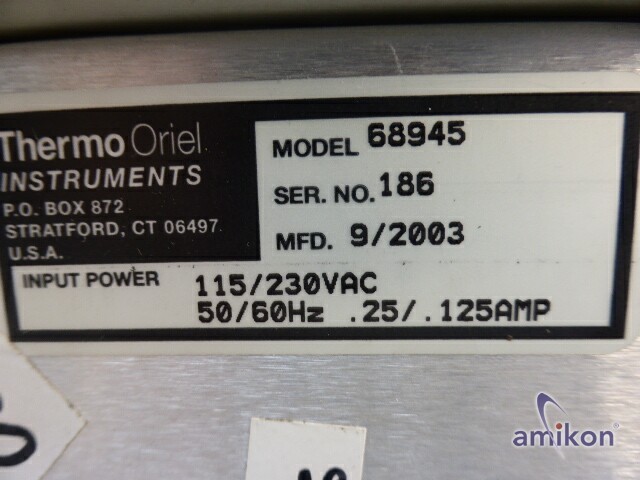 Thermo Oriel
INSTRUMENTS
P.O. BOX 872
STRATFORD, CT 06497
U.S.A.
MODEL 68945
SER. NO. 186
MFD. 9/2003
INPUT POWER 115/230VAC
50/60Hz .25/.125AMP
amikon